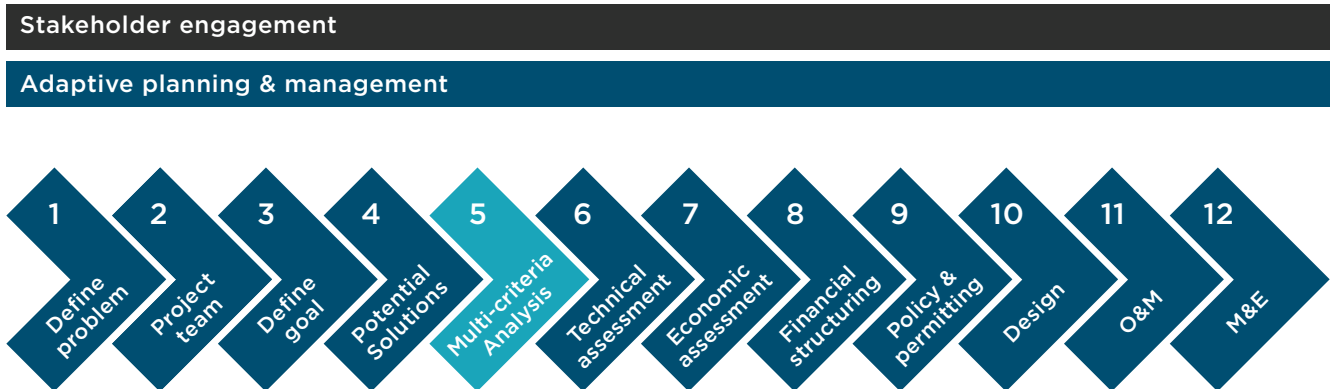 Stakeholder engagement
Adaptive planning & management
1
Define
problem
2
Project
team
3
Define
goal
4
Potential
Solutions
5
Multi-criteria
Analysis
6
Technical
assessment
7
Economic
assessment
8
Financial
structuring
9
Policy &
permitting
10
Design
11
O&M
12
M&E